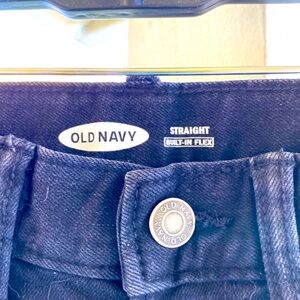 OLD NAVY
STRAIGHT
BUILT-IN FLEX
OLD NAVY